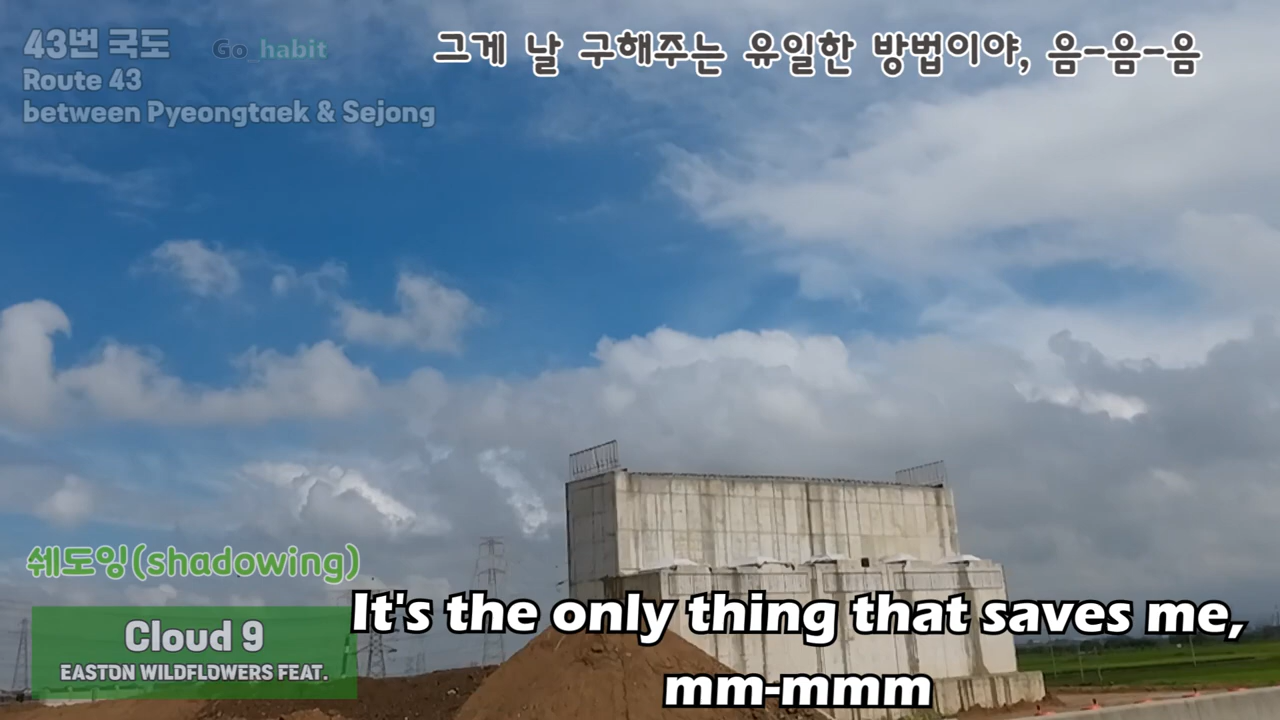 43번 국도
Go_habit
Route 43
between Pyeongtaek & Sejong
그게 날 구해주는 유일한 방법이야, 음-음-음
쉐도잉(shadowing)
Cloud 9
EASTON WILDFLOWERS FEAT.
It's the only thing that saves me,
mm-mmm